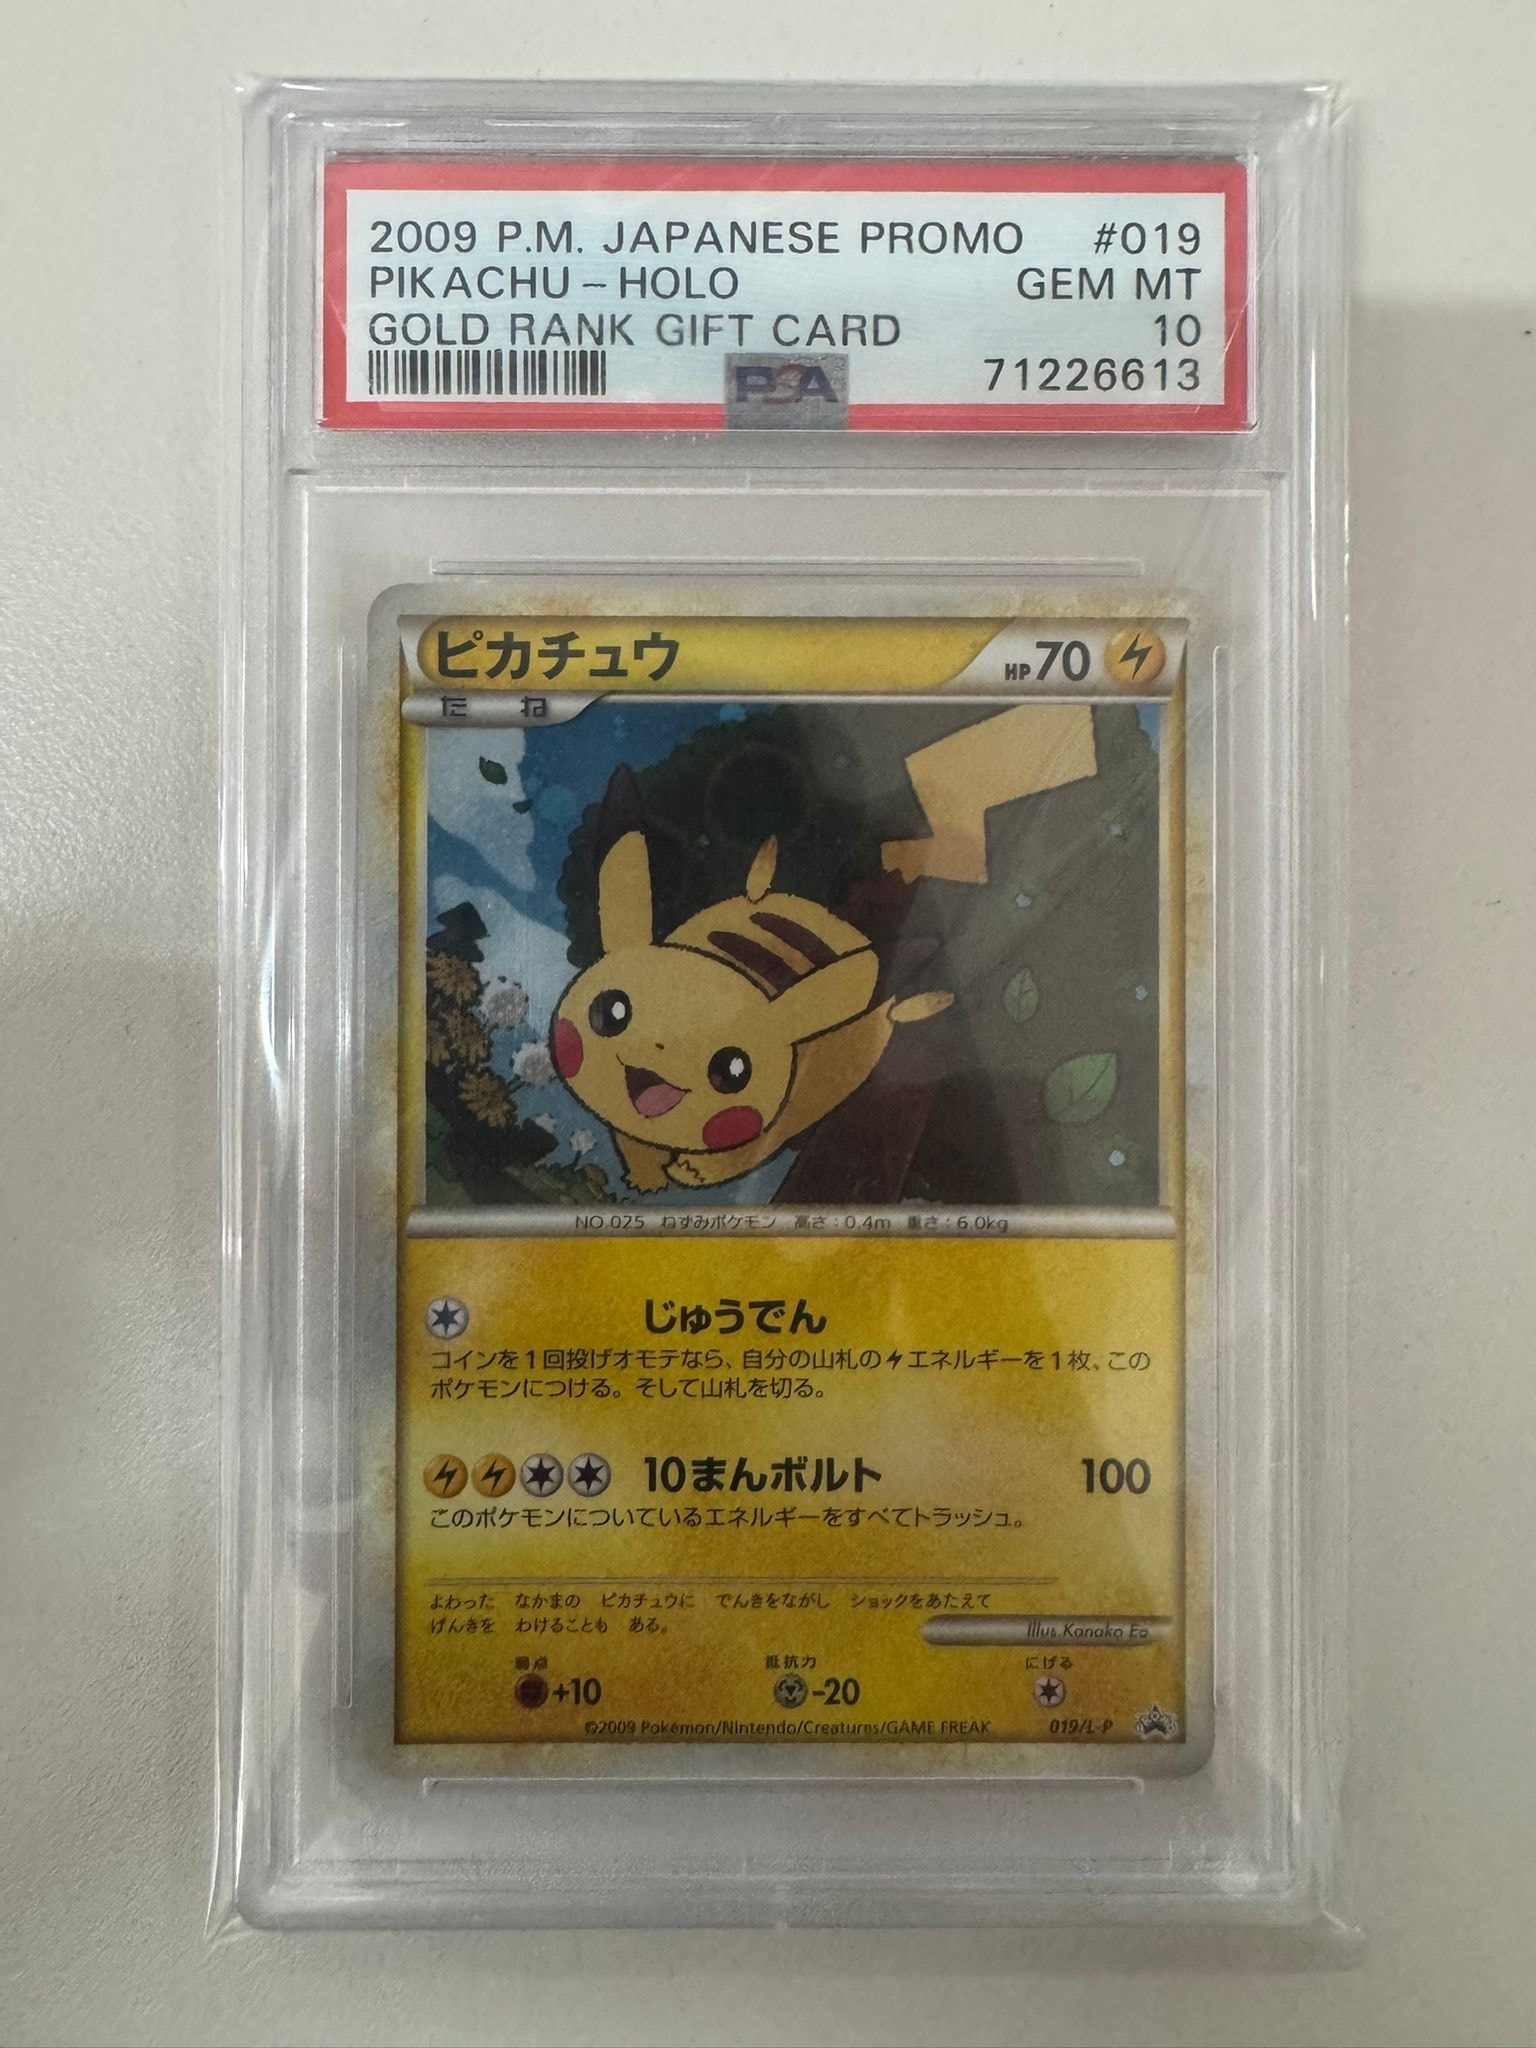 2009 P.M. JAPANESE PROMO #019
PIKACHU-HOLO GEM MT
GOLD RANK GIFT CARD 10
PSA 71226613
ピカチュウ HP70
たね
NO.025 ねずみポケモン 高さ:0.4m 重さ:6.0kg
じゅうでん
コインを1回投げオモテなら、自分の山札のエネルギーを1枚、この
ポケモンにつける。そして山札を切る。
10まんボルト 100
このポケモンについているエネルギーをすべてトラッシュ。
よわった なかまの ピカチュウに でんきをながし ショックをあたえて
げんきを わけることも ある。
Illus.Kanako Eo
弱点 抵抗力 にげる
+10 -20
©2009 Pokémon/Nintendo/Creatures/GAME FREAK. 019/L-P PROMO